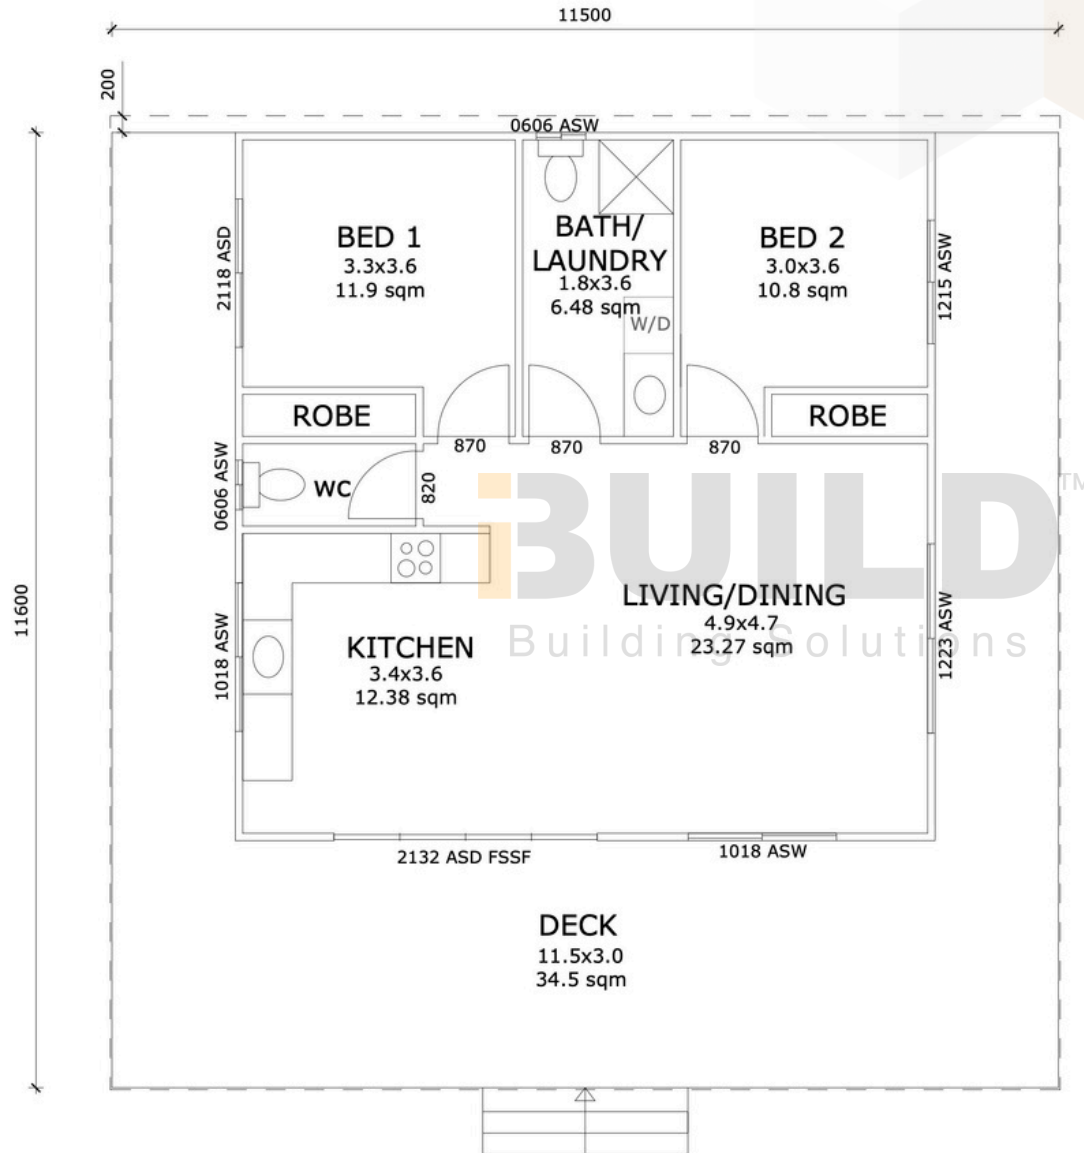 11500
200
0606 ASW
BED 1
3.3x3.6
11.9 sqm
BATH/
LAUNDRY
1.8x3.6
6.48 sqm
W/D
BED 2
3.0x3.6
10.8 sqm
2118 ASD
1215 ASW
ROBE
ROBE
870
870
870
0606 ASW
WC
820
iBUILD™
Building Solutions
11600
1018 ASW
KITCHEN
3.4x3.6
12.38 sqm
LIVING/DINING
4.9x4.7
23.27 sqm
1223 ASW
2132 ASD FSSF
1018 ASW
DECK
11.5x3.0
34.5 sqm